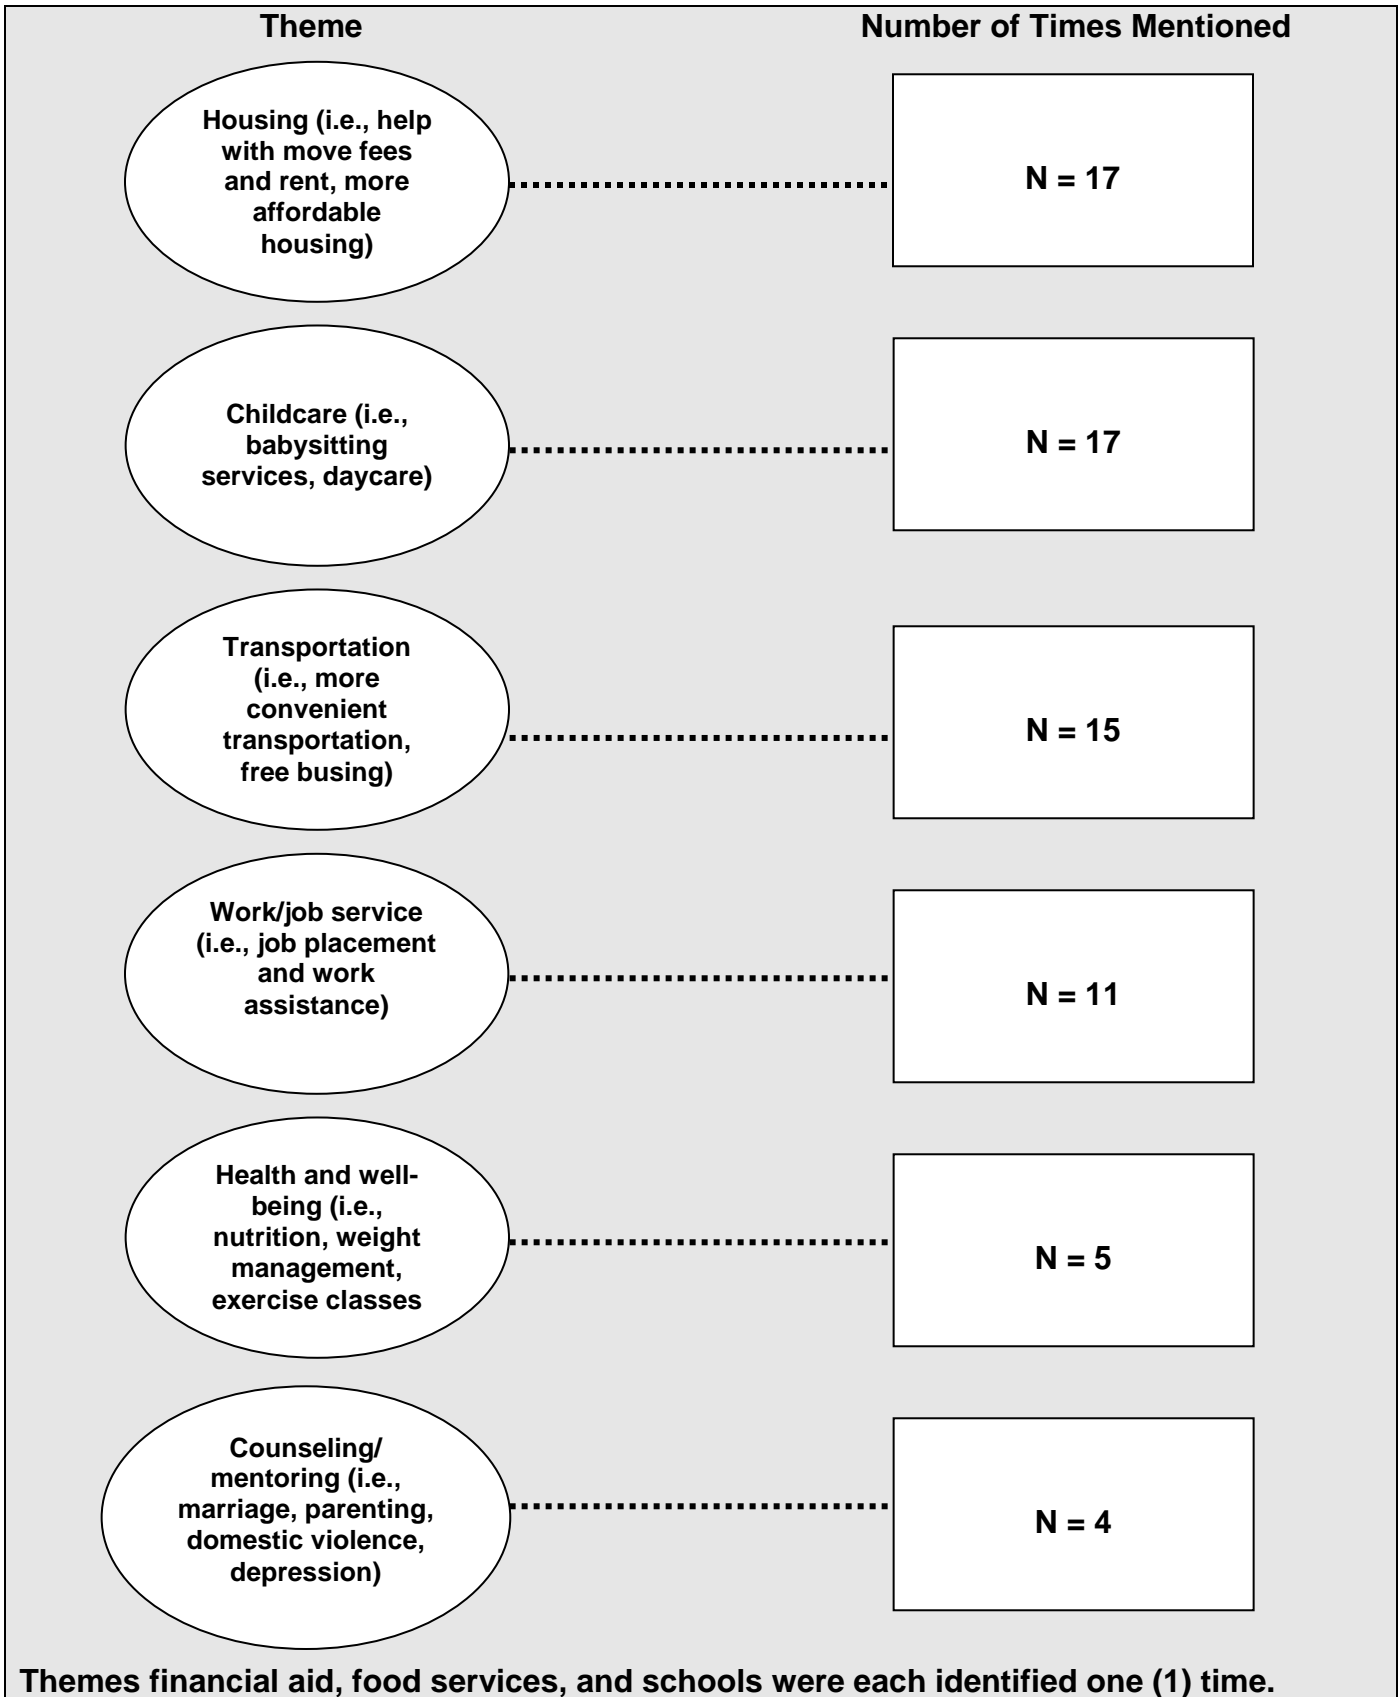 Theme
Number of Times Mentioned
Housing (i.e., help
with move fees
and rent, more
affordable
housing)
N = 17
Childcare (i.e.,
babysitting
services, daycare)
N = 17
Transportation
(i.e., more
convenient
transportation,
free busing)
N = 15
Work/job service
(i.e., job placement
and work
assistance)
N = 11
Health and well-
being (i.e.,
nutrition, weight
management,
exercise classes
N = 5
Counseling/
mentoring (i.e.,
marriage, parenting,
domestic violence,
depression)
N = 4
Themes financial aid, food services, and schools were each identified one (1) time.